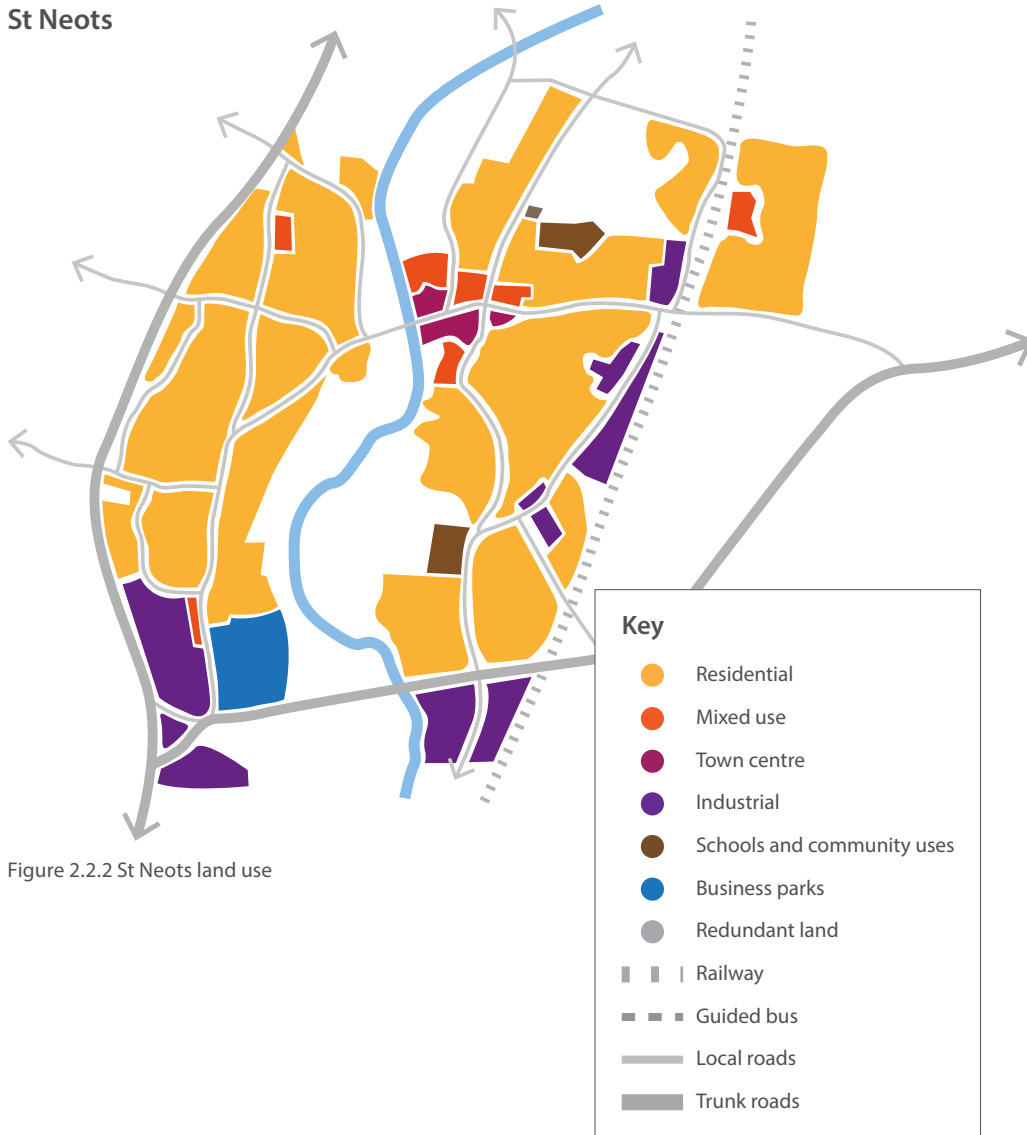 St Neots
Key
Residential
Mixed use
Town centre
Industrial
Schools and community uses
Business parks
Redundant land
Railway
Guided bus
Local roads
Trunk roads
Figure 2.2.2 St Neots land use